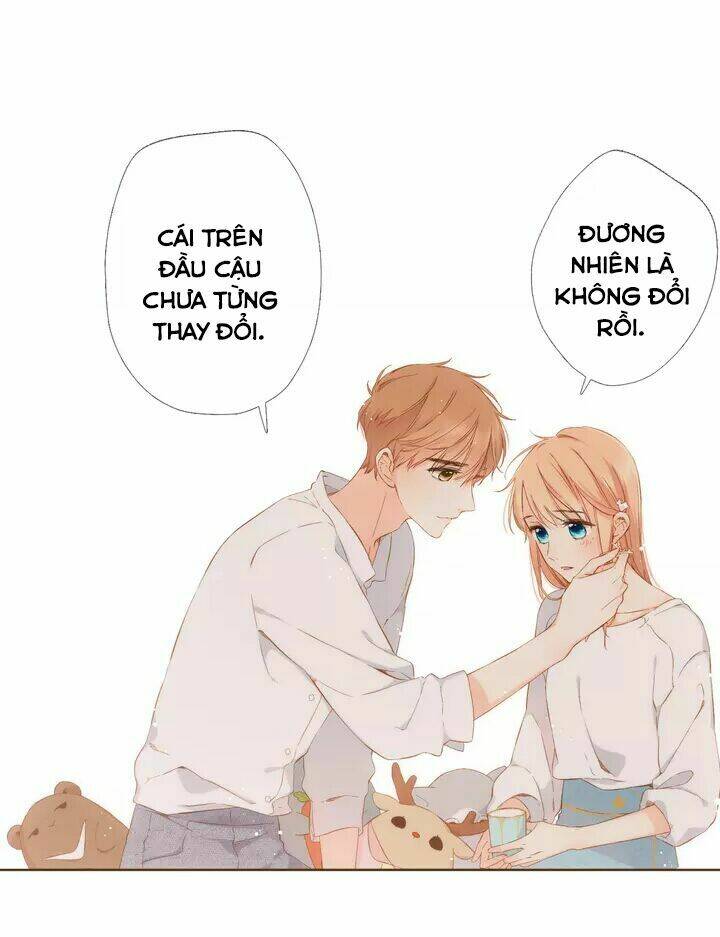 CÁI TRÊN
ĐẦU CẬU
CHƯA TỪNG
THAY ĐỔI.
ĐƯƠNG
NHIÊN LÀ
KHÔNG ĐỔI
RỒI.